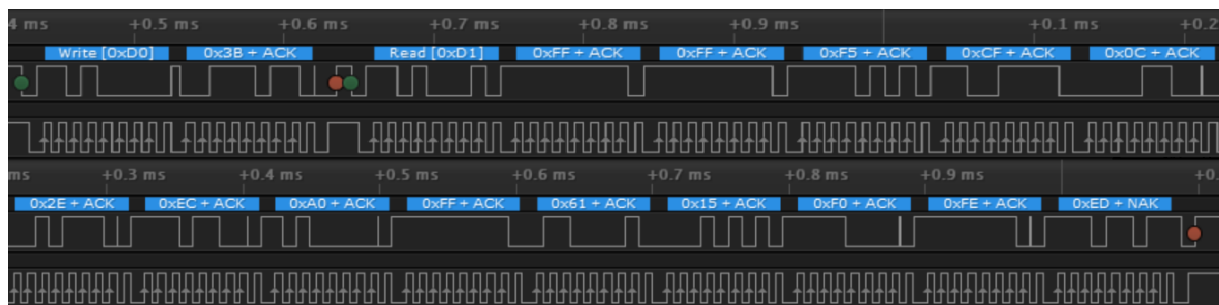 4 ms +0.5 ms +0.6 ms +0.7 ms +0.8 ms +0.9 ms +0.1 ms +0.2
Write [0xD0] 0x3B + ACK Read [0xD1] 0xFF + ACK 0xFF + ACK 0xF5 + ACK 0xCF + ACK 0x0C + ACK
ms +0.3 ms +0.4 ms +0.5 ms +0.6 ms +0.7 ms +0.8 ms +0.9 ms +0.
0x2E + ACK 0xEC + ACK 0xA0 + ACK 0xFF + ACK 0x61 + ACK 0x15 + ACK 0xF0 + ACK 0xFE + ACK 0xED + NAK